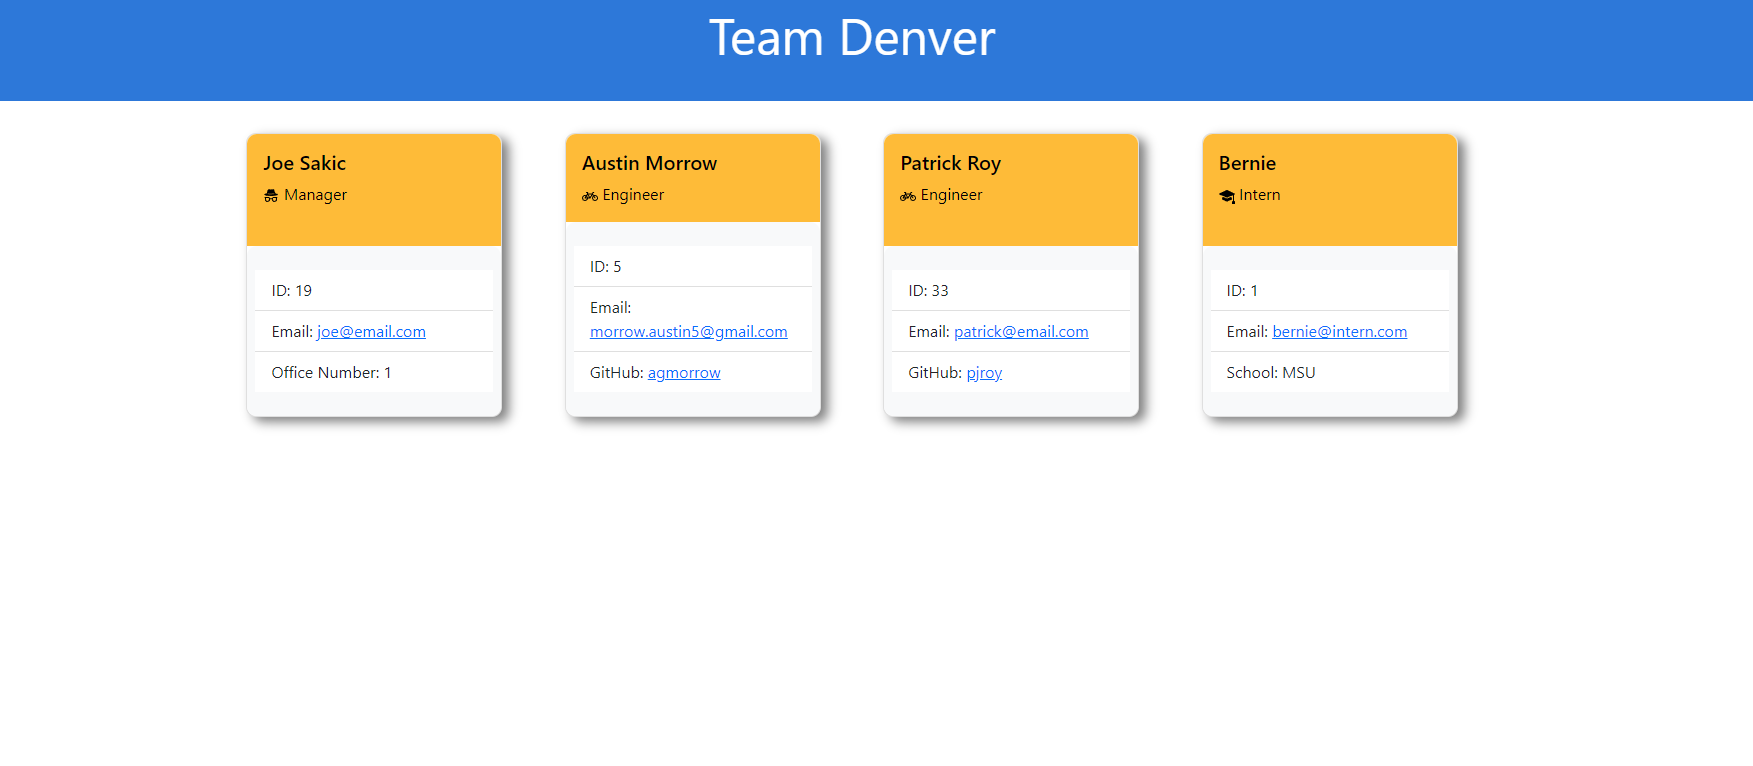 Team Denver
Joe Sakic
Manager
ID: 19
Email: joe@email.com
Office Number: 1
Austin Morrow
Engineer
ID: 5
Email:
morrow.austin5@gmail.com
GitHub: agmorrow
Patrick Roy
Engineer
ID: 33
Email: patrick@email.com
GitHub: pjroy
Bernie
Intern
ID: 1
Email: bernie@intern.com
School: MSU